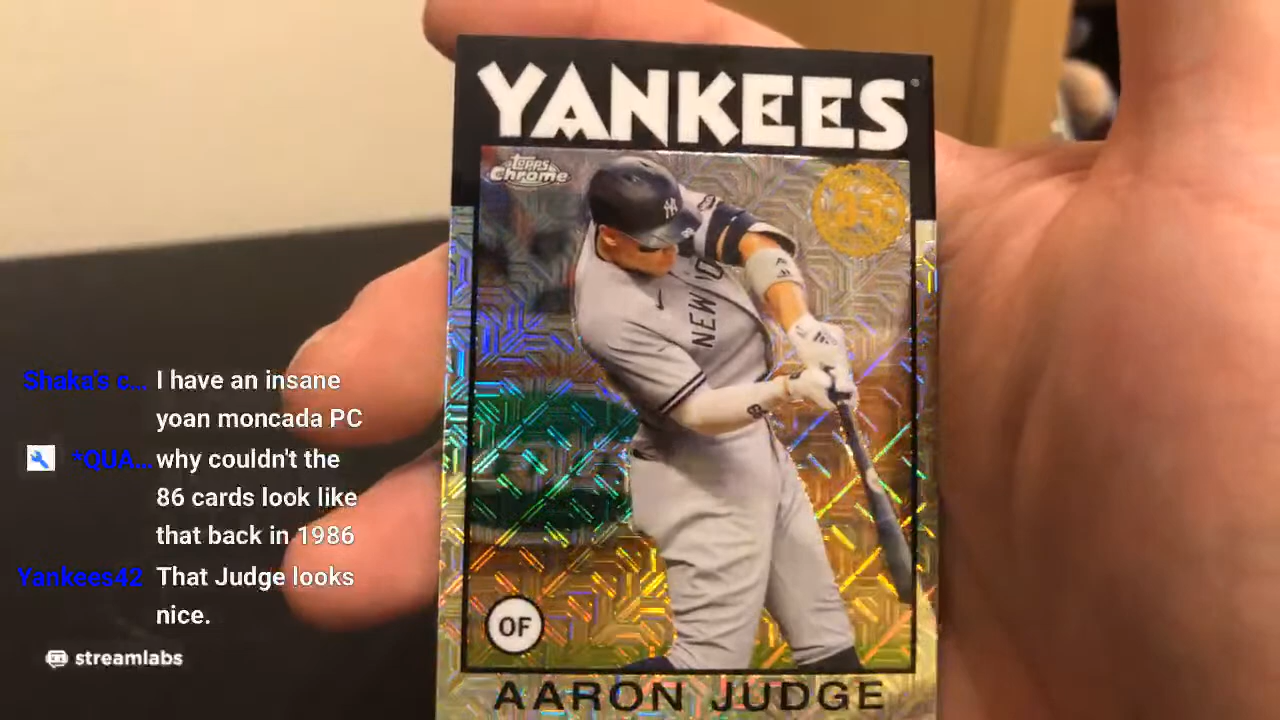 YANKEES
Topps
Chrome
35
NEW YO
OF
AARON JUDGE
Shaka's c... I have an insane
yoan moncada PC
*QUA... why couldn't the
86 cards look like
that back in 1986
Yankees42 That Judge looks
nice.
streamlabs